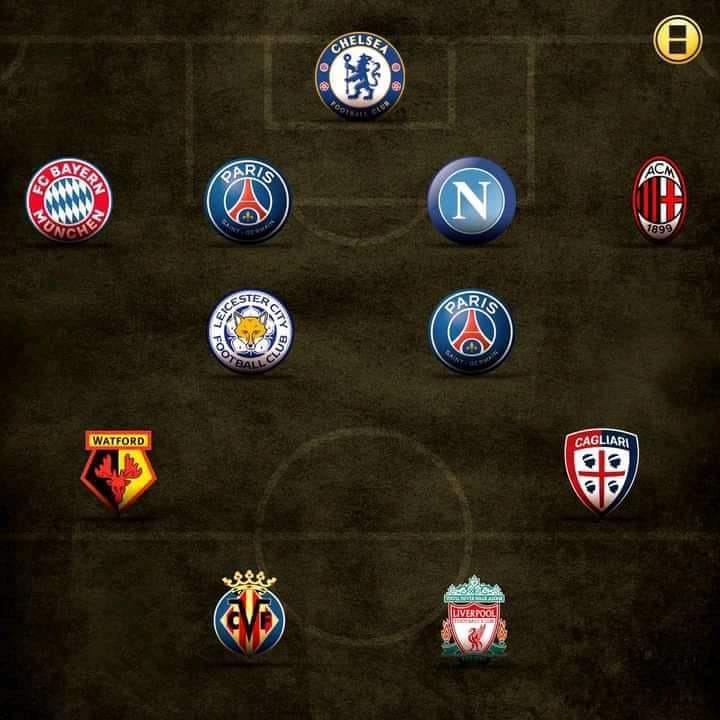 CHELSEA
FOOTBALL CLUB
FC BAYERN
MÜNCHEN
PARIS
SAINT-GERMAIN
N
ACM
1899
LEICESTER CITY
FOOTBALL CLUB
PARIS
SAINT-GERMAIN
WATFORD
CAGLIARI
CVF
YOU'LL NEVER WALK ALONE
LIVERPOOL
FOOTBALL CLUB